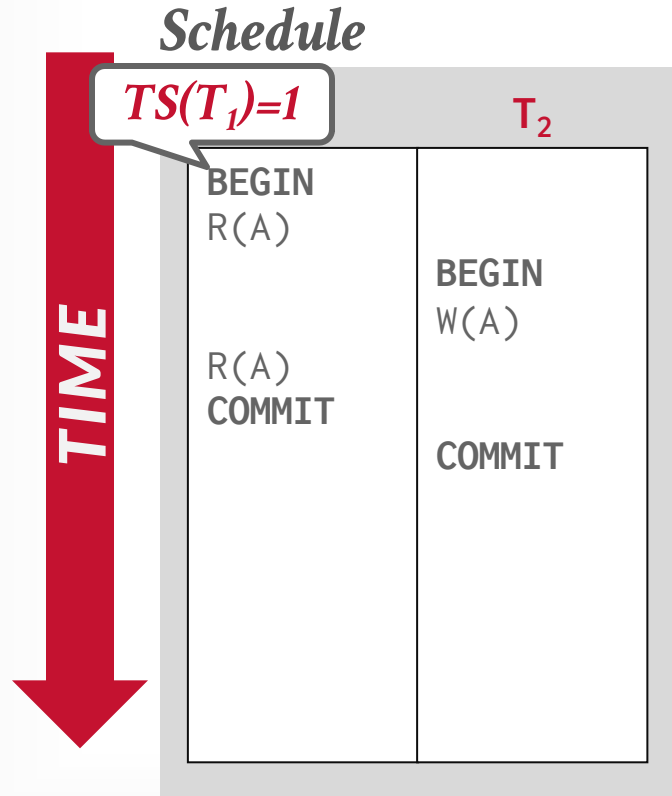 Schedule
TS(T₁)=1
T₂
BEGIN
R(A)
BEGIN
W(A)
R(A)
COMMIT
COMMIT
TIME